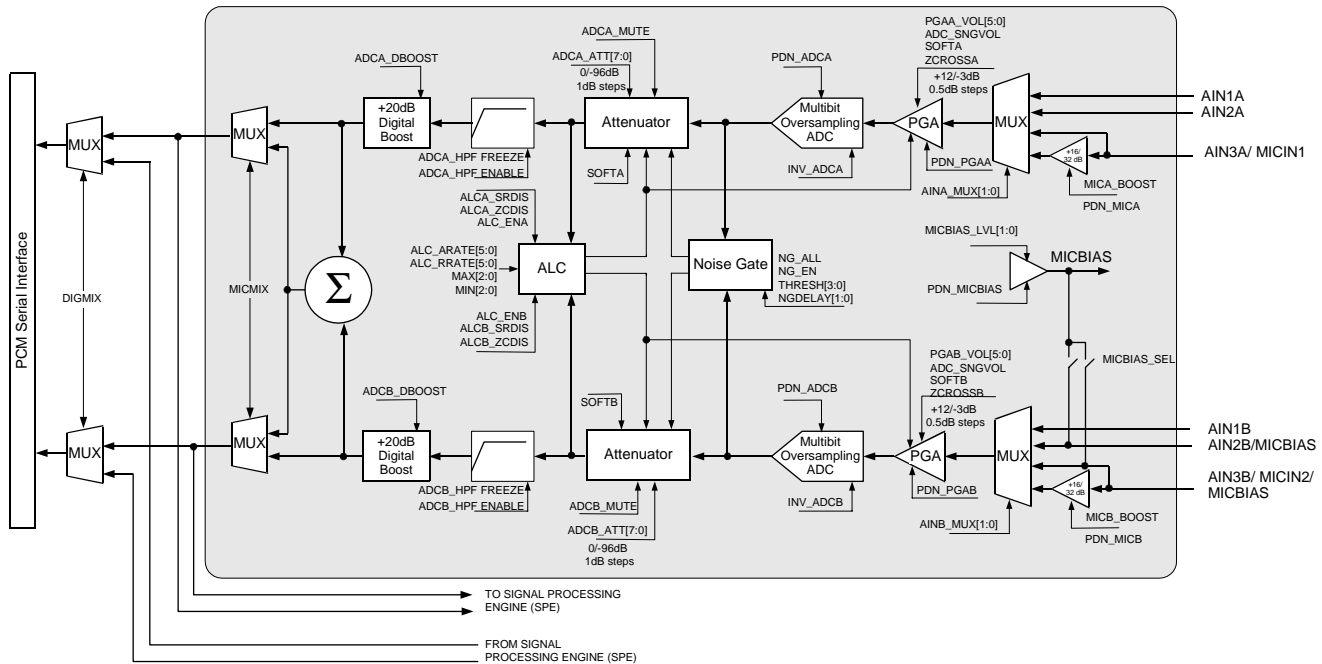 PCM Serial Interface
MUX
MUX
DIGMIX
MUX
MUX
MICMIX
Σ
ADCA_DBOOST
+20dB
Digital
Boost
ADCA_HPF FREEZE
ADCA_HPF ENABLE
ADCA_MUTE
ADCA_ATT[7:0]
0/-96dB
1dB steps
Attenuator
SOFTA
PDN_ADCA
Multibit
Oversampling
ADC
INV_ADCA
PGAA_VOL[5:0]
ADC_SNGVOL
SOFTA
ZCROSSA
+12/-3dB
0.5dB steps
PGA
PDN_PGAA
MUX
AINA_MUX[1:0]
+16/
32 dB
MICA_BOOST
PDN_MICA
AIN1A
AIN2A
AIN3A/ MICIN1
ALCA_SRDIS
ALCA_ZCDIS
ALC_ENA
ALC_ARATE[5:0]
ALC_RRATE[5:0]
MAX[2:0]
MIN[2:0]
ALC
ALC_ENB
ALCB_SRDIS
ALCB_ZCDIS
Noise Gate
NG_ALL
NG_EN
THRESH[3:0]
NGDELAY[1:0]
MICBIAS_LVL[1:0]
MICBIAS
PDN_MICBIAS
MICBIAS_SEL
ADCB_DBOOST
+20dB
Digital
Boost
ADCB_HPF FREEZE
ADCB_HPF ENABLE
SOFTB
Attenuator
ADCB_MUTE
ADCB_ATT[7:0]
0/-96dB
1dB steps
PDN_ADCB
Multibit
Oversampling
ADC
INV_ADCB
PGAB_VOL[5:0]
ADC_SNGVOL
SOFTB
ZCROSSB
+12/-3dB
0.5dB steps
PGA
PDN_PGAB
MUX
AINB_MUX[1:0]
+16/
32 dB
MICB_BOOST
PDN_MICB
AIN1B
AIN2B/MICBIAS
AIN3B/ MICIN2/
MICBIAS
TO SIGNAL PROCESSING
ENGINE (SPE)
FROM SIGNAL
PROCESSING ENGINE (SPE)